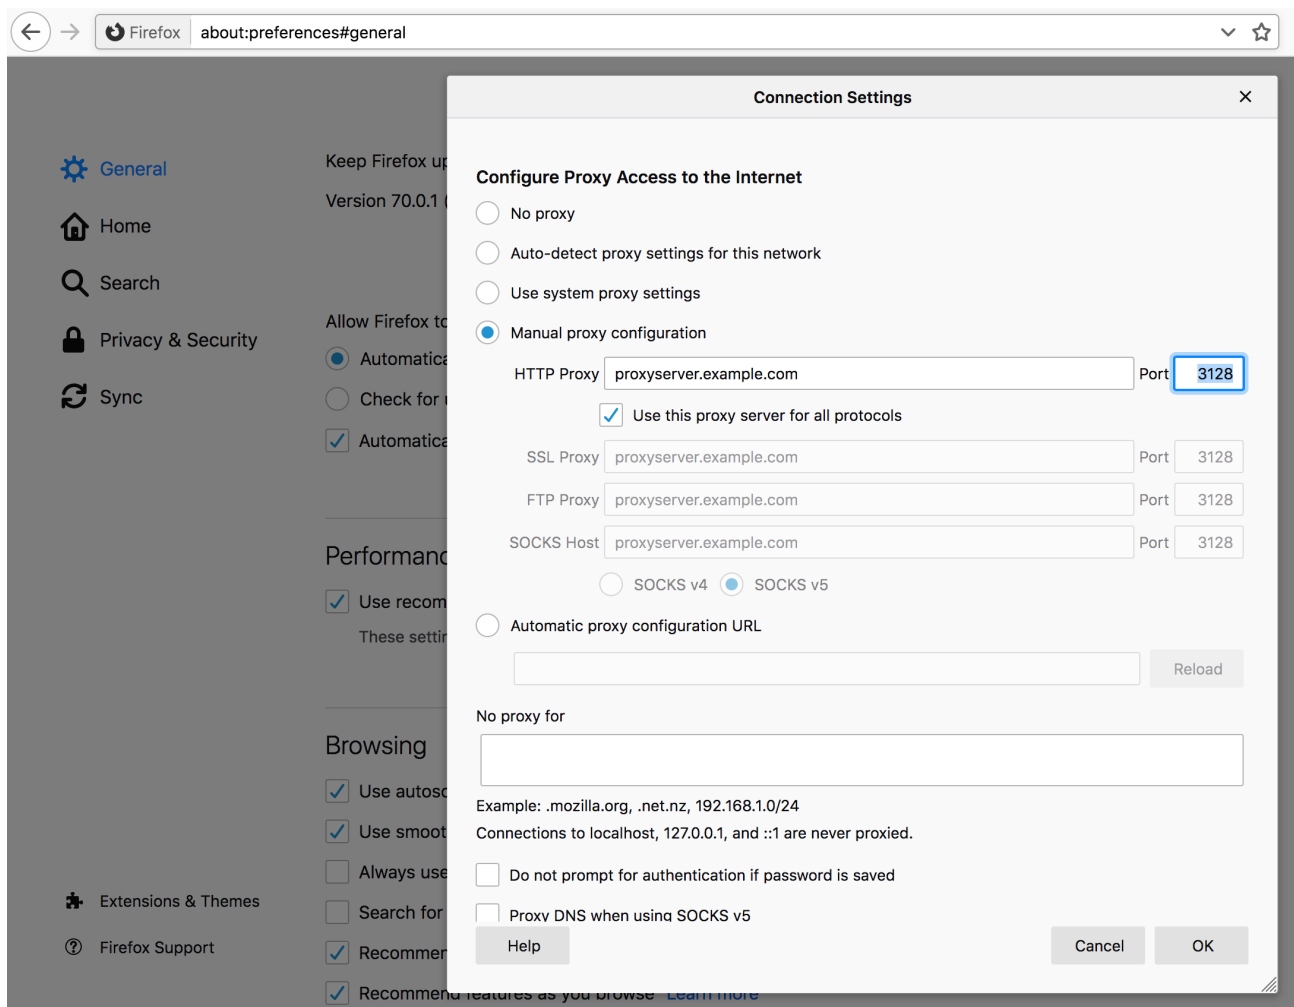 Firefox about:preferences#general
Connection Settings
General
Home
Search
Privacy & Security
Sync
Extensions & Themes
Firefox Support
Keep Firefox up
Version 70.0.1 (
Allow Firefox to
Automatica
Check for
Automatica
Performanc
Use recom
These settin
Browsing
Use autosc
Use smoot
Always use
Search for
Recommen
Recommend features as you browse Learn more
Configure Proxy Access to the Internet
No proxy
Auto-detect proxy settings for this network
Use system proxy settings
Manual proxy configuration
HTTP Proxy proxyserver.example.com Port 3128
Use this proxy server for all protocols
SSL Proxy proxyserver.example.com Port 3128
FTP Proxy proxyserver.example.com Port 3128
SOCKS Host proxyserver.example.com Port 3128
SOCKS v4 SOCKS v5
Automatic proxy configuration URL
Reload
No proxy for
Example: .mozilla.org, .net.nz, 192.168.1.0/24
Connections to localhost, 127.0.0.1, and ::1 are never proxied.
Do not prompt for authentication if password is saved
Proxy DNS when using SOCKS v5
Help Cancel OK